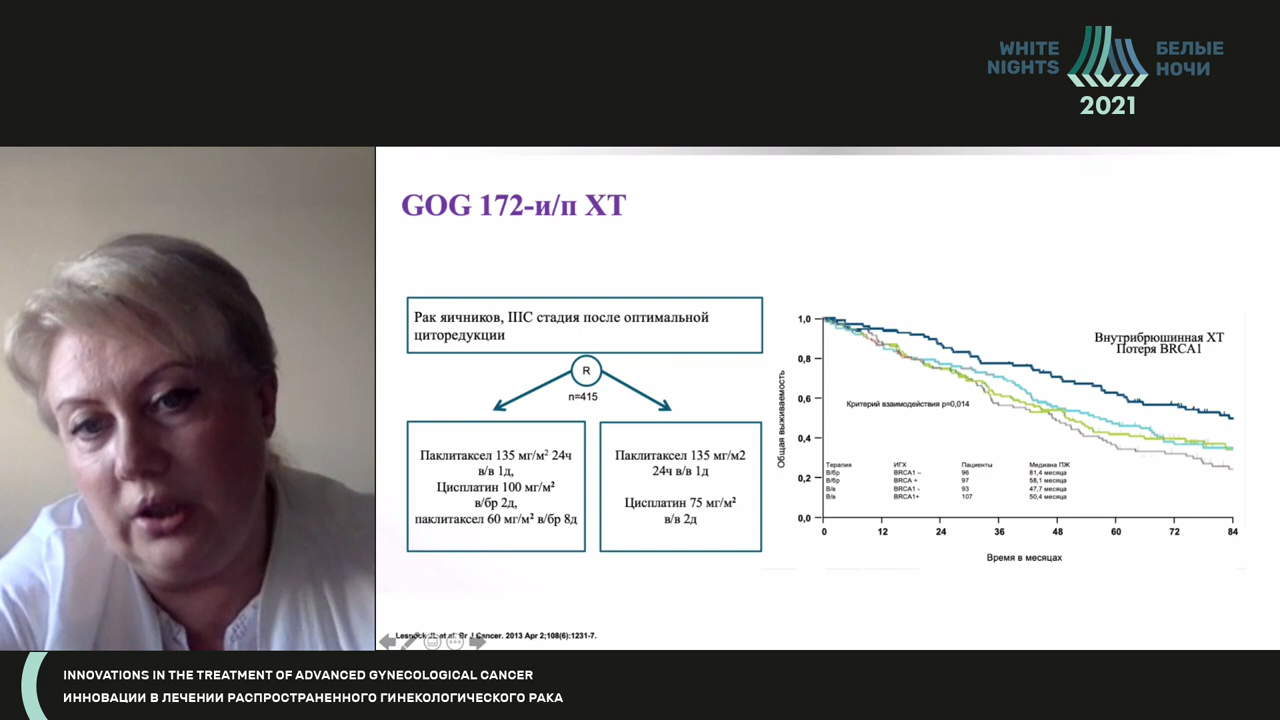 WHITE
NIGHTS
БЕЛЫЕ
НОЧИ
2021
GOG 172-и/п ХТ
Рак яичников, IIIC стадия после оптимальной
циторедукции
R
n=415
Паклитаксел 135 мг/м² 24ч
в/в 1д,
Цисплатин 100 мг/м²
в/бр 2д,
паклитаксел 60 мг/м² в/бр 8д
Паклитаксел 135 мг/м2
24ч в/в 1д
Цисплатин 75 мг/м²
в/в 2д
Общая выживаемость
1,0
0,8
0,6
0,4
0,2
0,0
Внутрибрюшинная ХТ
Потеря BRCA1
Критерий взаимодействия p=0,014
Терапия ИГХ Пациенты Медиана ПЖ
В/бр BRCA1 – 96 81,4 месяца
В/бр BRCA + 97 58,1 месяца
В/в BRCA1 - 93 47,7 месяца
В/в BRCA1+ 107 50,4 месяца
0 12 24 36 48 60 72 84
Время в месяцах
Lesnock JL et al. Br J Cancer. 2013 Apr 2;108(6):1231-7.
INNOVATIONS IN THE TREATMENT OF ADVANCED GYNECOLOGICAL CANCER
ИННОВАЦИИ В ЛЕЧЕНИИ РАСПРОСТРАНЕННОГО ГИНЕКОЛОГИЧЕСКОГО РАКА